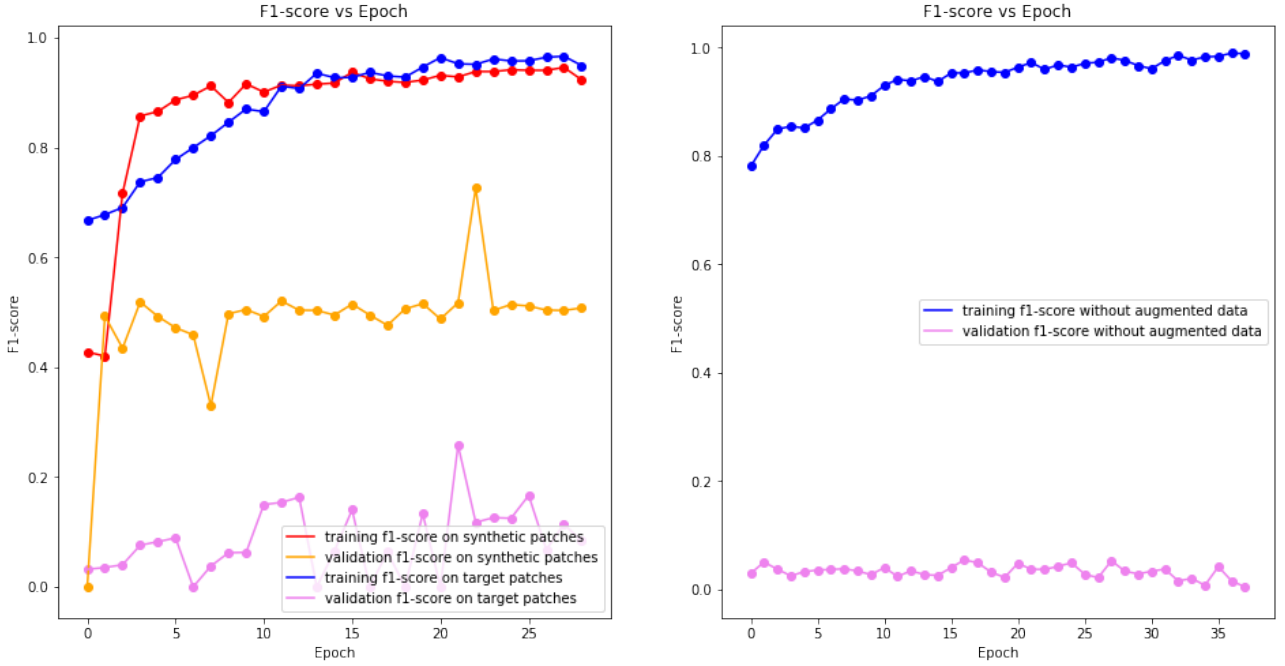 F1-score vs Epoch
1.0
0.8
0.6
0.4
0.2
0.0
F1-score
training f1-score on synthetic patches
validation f1-score on synthetic patches
training f1-score on target patches
validation f1-score on target patches
0 5 10 15 20 25
Epoch
F1-score vs Epoch
1.0
0.8
0.6
0.4
0.2
0.0
F1-score
training f1-score without augmented data
validation f1-score without augmented data
0 5 10 15 20 25 30 35
Epoch